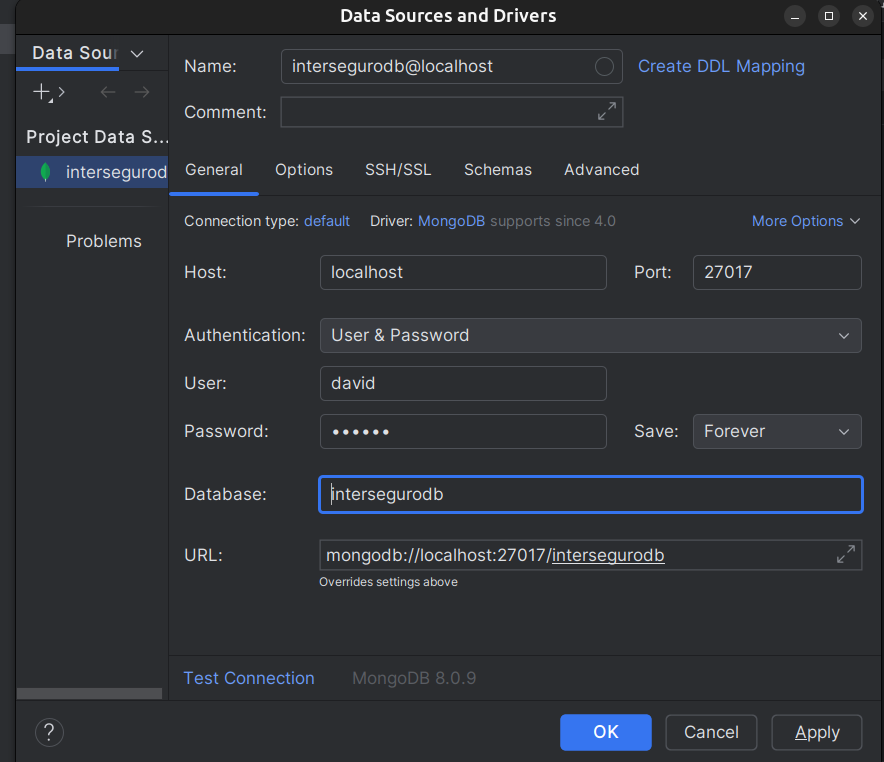 Data Sources and Drivers
Data Sour
Name: intersegurodb@localhost Create DDL Mapping
Comment:
Project Data S...
intersegurod
Problems
General Options SSH/SSL Schemas Advanced
Connection type: default Driver: MongoDB supports since 4.0 More Options
Host: localhost Port: 27017
Authentication: User & Password
User: david
Password: •••••• Save: Forever
Database: intersegurodb
URL: mongodb://localhost:27017/intersegurodb
Overrides settings above
Test Connection MongoDB 8.0.9
? OK Cancel Apply